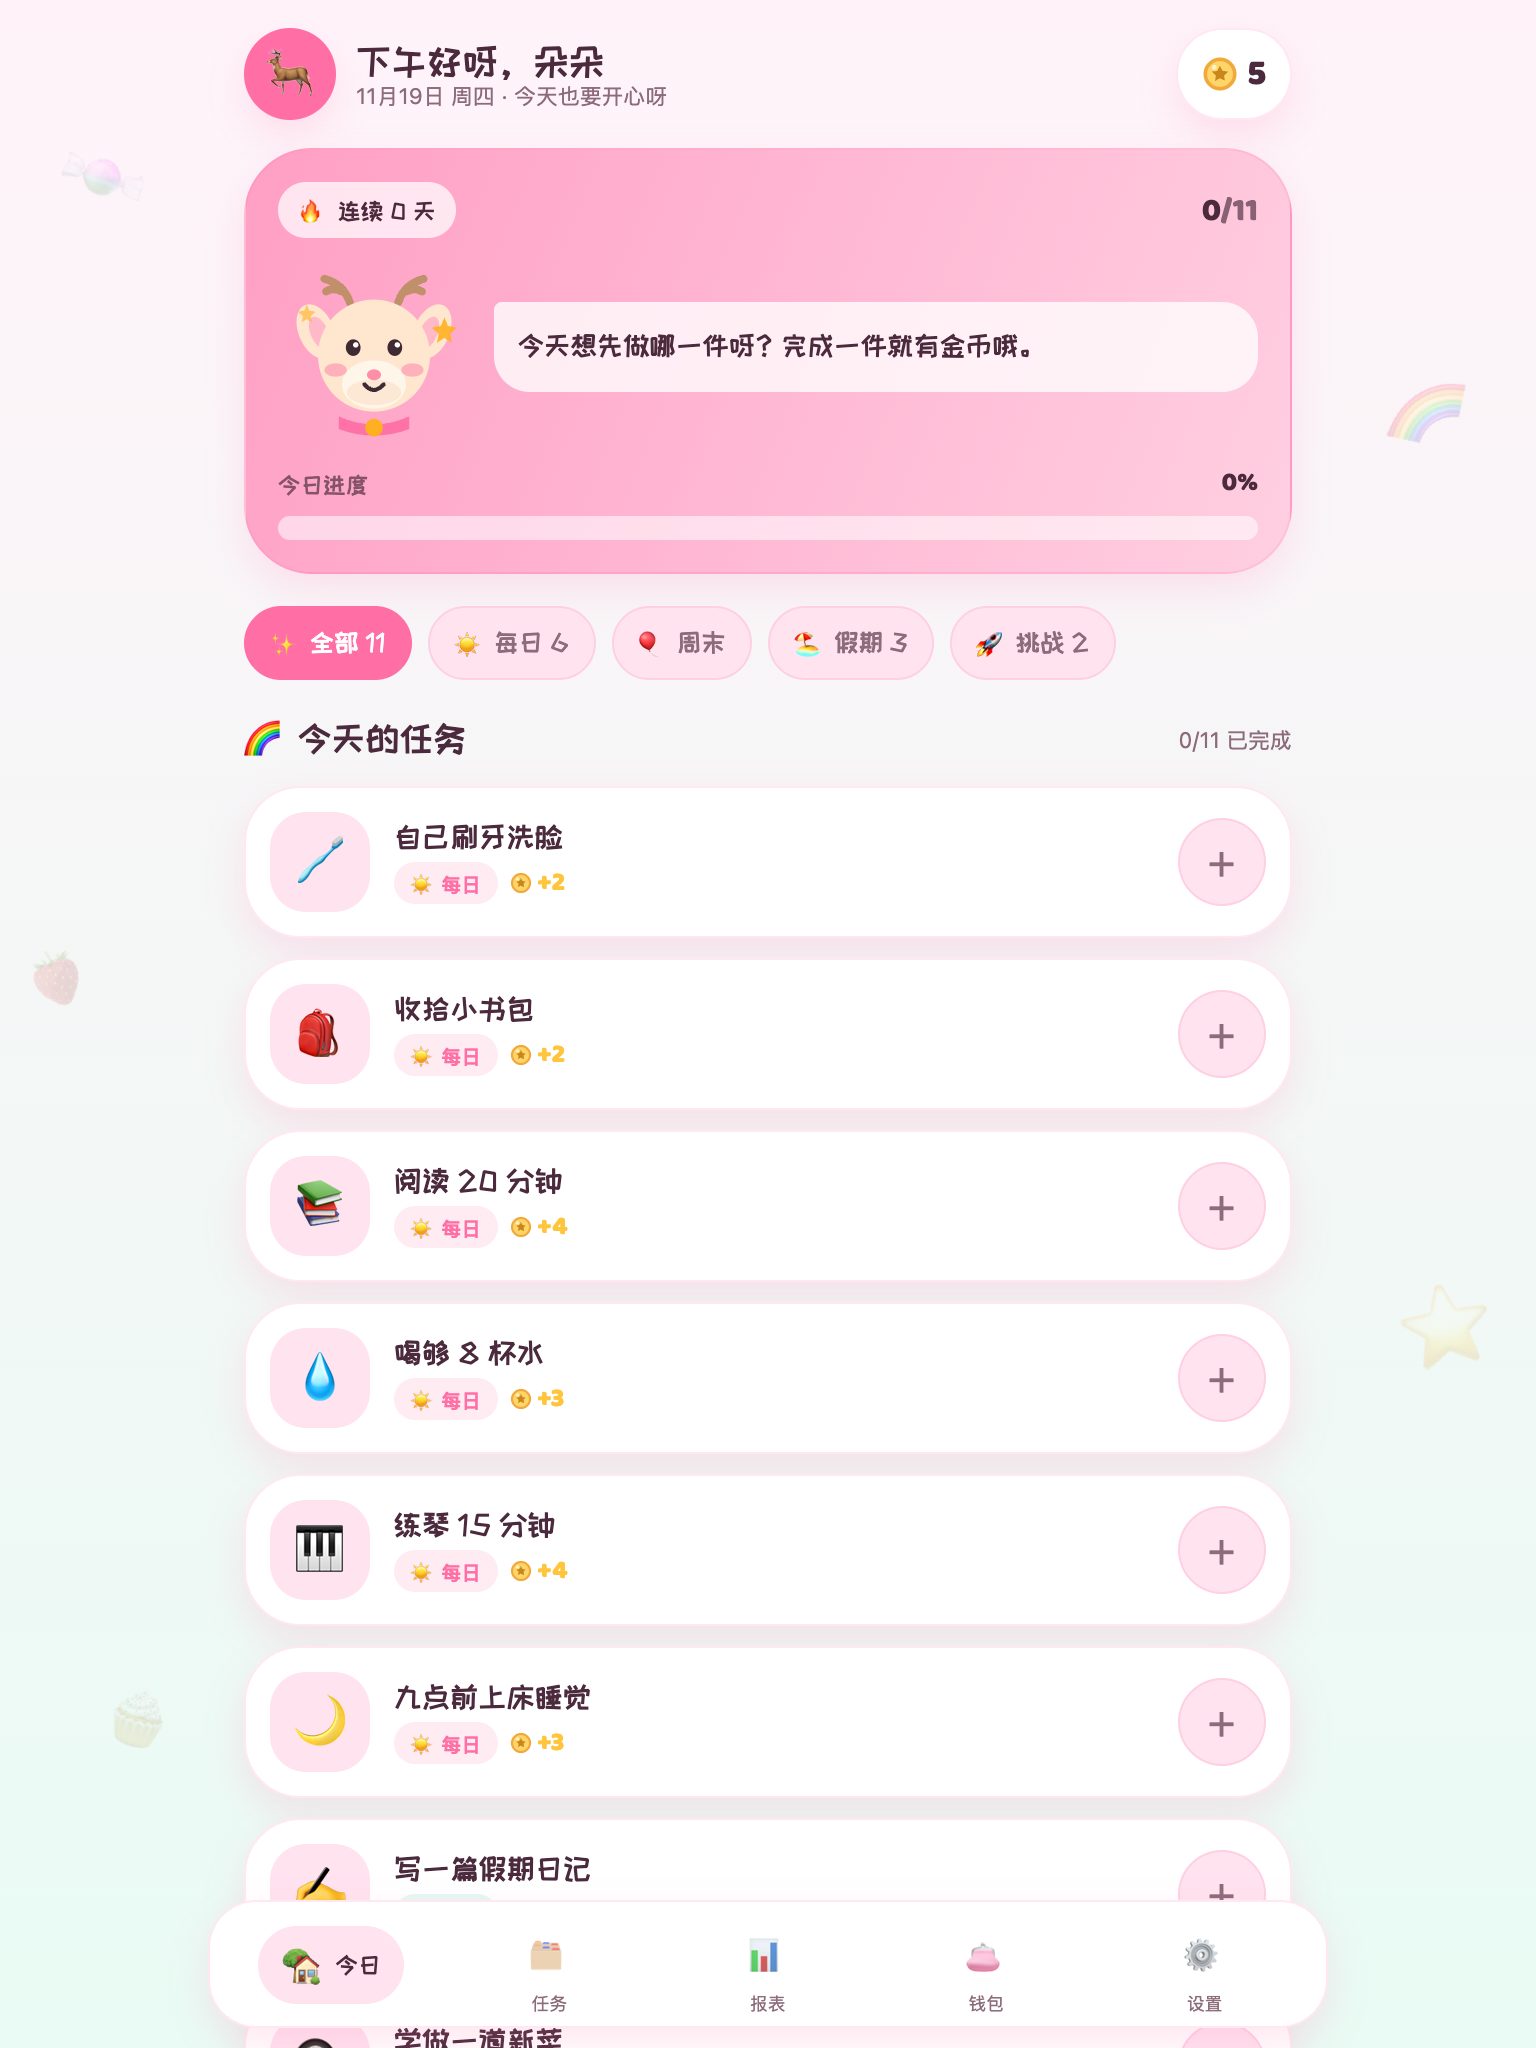 下午好呀，朵朵
11月19日 周四 · 今天也要开心呀
5
连续 0 天
0/11
今天想先做哪一件呀？完成一件就有金币哦。
今日进度
0%
全部 11
每日 6
周末
假期 3
挑战 2
今天的任务
0/11 已完成
自己刷牙洗脸
每日 +2
收拾小书包
每日 +2
阅读 20 分钟
每日 +4
喝够 8 杯水
每日 +3
练琴 15 分钟
每日 +4
九点前上床睡觉
每日 +3
写一篇假期日记
今日
任务
报表
钱包
设置
学做一道新菜